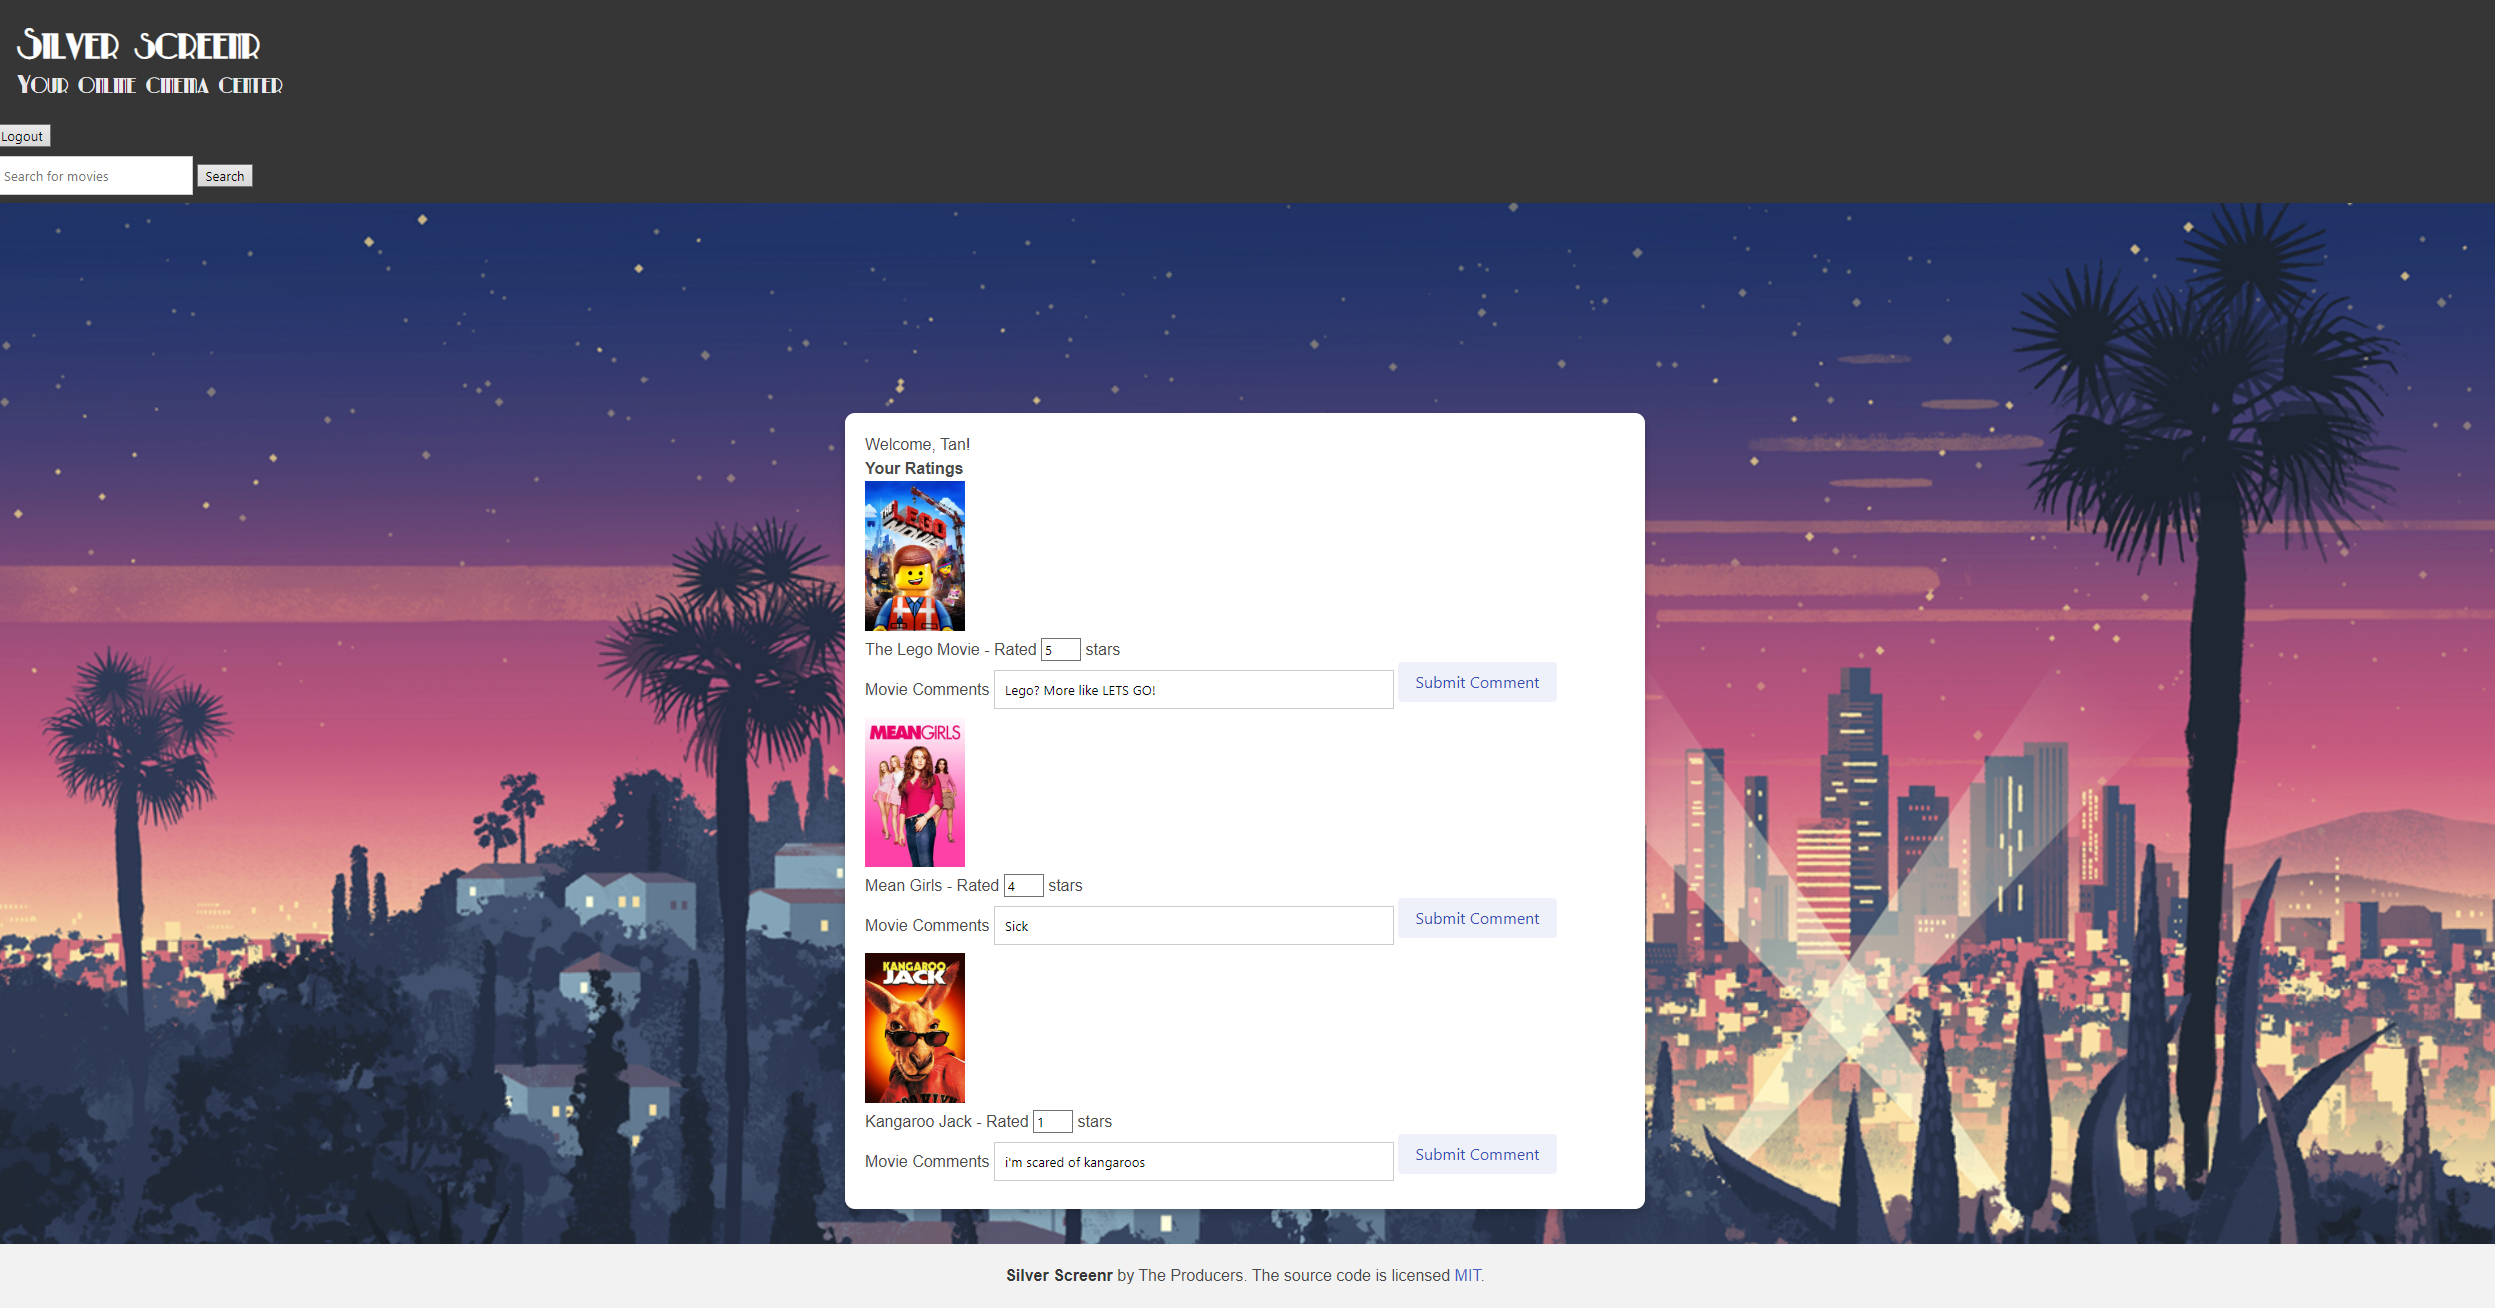 Silver Screenr
Your online cinema center
Logout
Search for movies Search
Welcome, Tan!
Your Ratings
THE LEGO MOVIE
The Lego Movie - Rated 5 stars
Movie Comments Lego? More like LETS GO! Submit Comment
MEAN GIRLS
Mean Girls - Rated 4 stars
Movie Comments Sick Submit Comment
KANGAROO
JACK
Kangaroo Jack - Rated 1 stars
Movie Comments i'm scared of kangaroos Submit Comment
Silver Screenr by The Producers. The source code is licensed MIT.